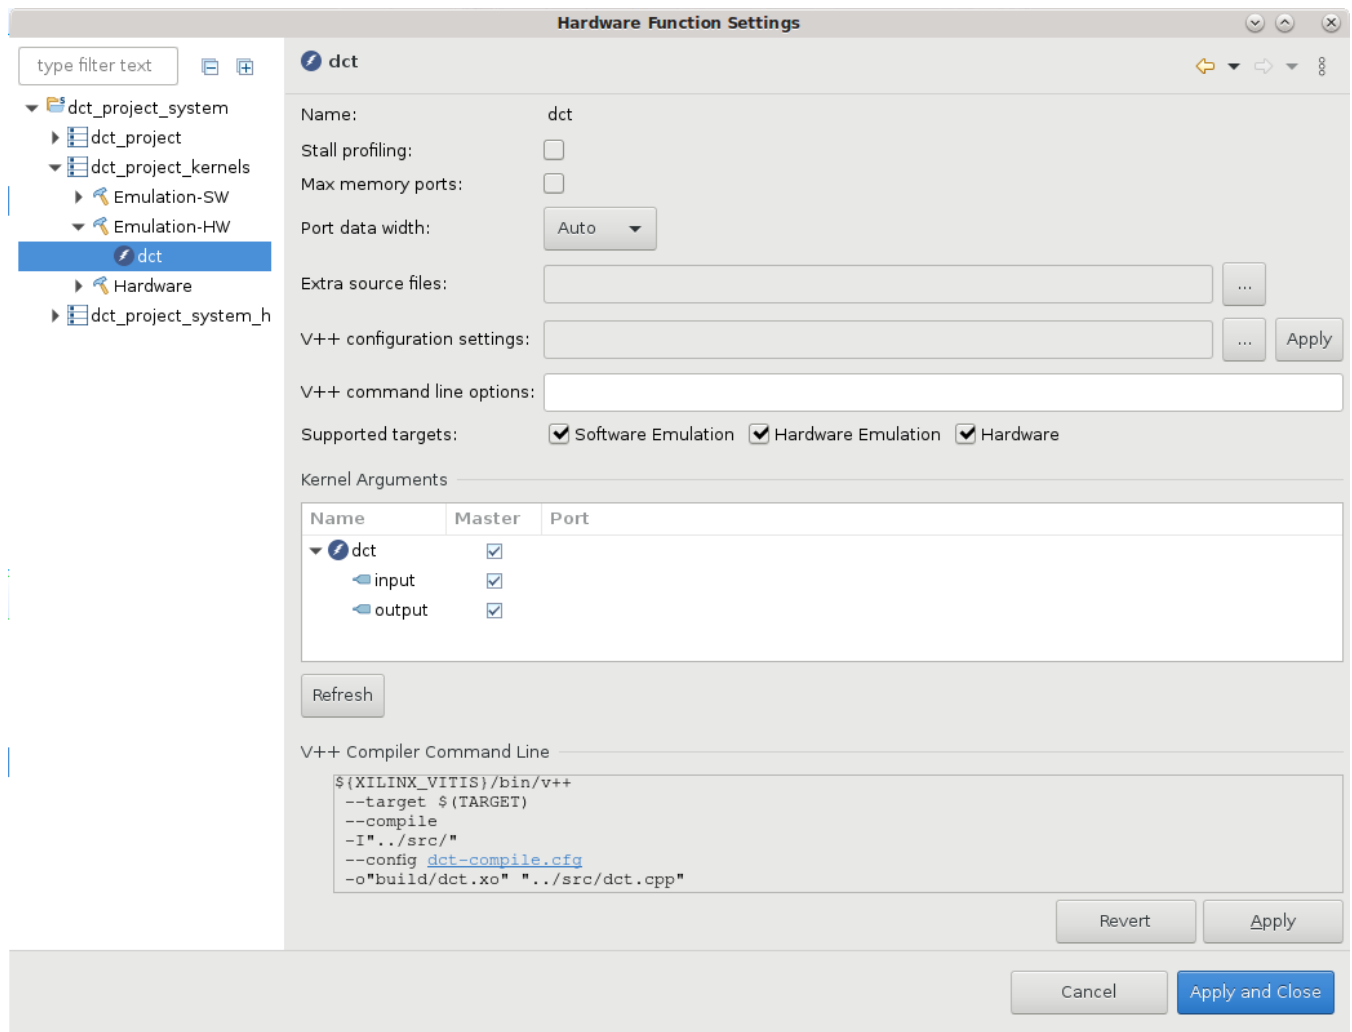 Hardware Function Settings
type filter text
dct_project_system
dct_project
dct_project_kernels
Emulation-SW
Emulation-HW
dct
Hardware
dct_project_system_h
dct
Name: dct
Stall profiling:
Max memory ports:
Port data width: Auto
Extra source files: ...
V++ configuration settings: ... Apply
V++ command line options:
Supported targets: Software Emulation Hardware Emulation Hardware
Kernel Arguments
Name Master Port
dct
input
output
Refresh
V++ Compiler Command Line
${XILINX_VITIS}/bin/v++
--target $(TARGET)
--compile
-I"../src/"
--config dct-compile.cfg
-o"build/dct.xo" "../src/dct.cpp"
Revert Apply
Cancel Apply and Close